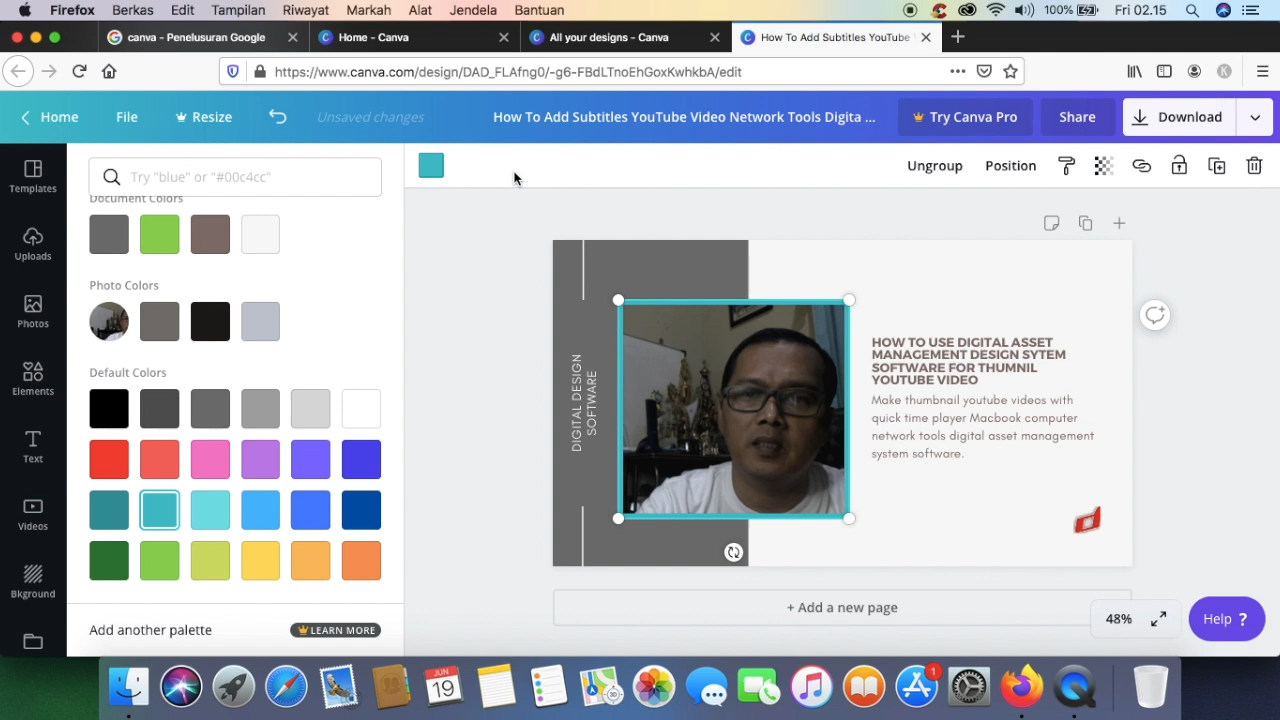 Firefox Berkas Edit Tampilan Riwayat Markah Alat Jendela Bantuan 100% Fri 02.15
canva - Penelusuran Google
Home - Canva
All your designs - Canva
How To Add Subtitles YouTube
https://www.canva.com/design/DAD_FLAfng0/-g6-FBdLTnoEhGoxKwhkbA/edit
Home File Resize Unsaved changes How To Add Subtitles YouTube Video Network Tools Digita ... Try Canva Pro Share Download
Try "blue" or "#00c4cc"
Ungroup Position
Templates
Uploads
Photos
Elements
Text
Videos
Bkground
Document Colors
Photo Colors
Default Colors
Add another palette LEARN MORE
DIGITAL DESIGN
SOFTWARE
HOW TO USE DIGITAL ASSET
MANAGEMENT DESIGN SYTEM
SOFTWARE FOR THUMNIL
YOUTUBE VIDEO
Make thumbnail youtube videos with
quick time player Macbook computer
network tools digital asset management
system software.
+ Add a new page
48%
Help ?
JUN
19
1